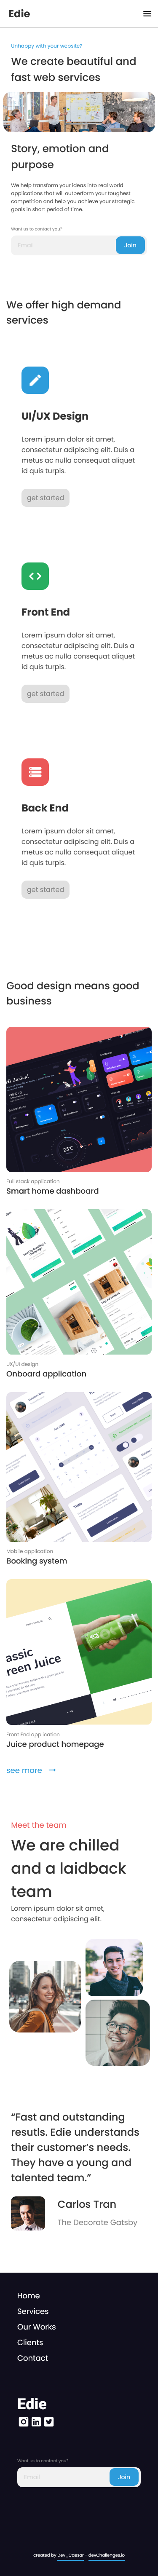 Edie
Unhappy with your website?
We create beautiful and
fast web services
Story, emotion and
purpose
We help transform your ideas into real world
applications that will outperform your toughest
competition and help you achieve your strategic
goals in short period of time.
Want us to contact you?
Email
Join
We offer high demand
services
UI/UX Design
Lorem ipsum dolor sit amet,
consectetur adipiscing elit. Duis a
metus ac nulla consequat aliquet
id quis turpis.
get started
Front End
Lorem ipsum dolor sit amet,
consectetur adipiscing elit. Duis a
metus ac nulla consequat aliquet
id quis turpis.
get started
Back End
Lorem ipsum dolor sit amet,
consectetur adipiscing elit. Duis a
metus ac nulla consequat aliquet
id quis turpis.
get started
Good design means good
business
23°C
Full stack application
Smart home dashboard
UX/UI design
Onboard application
Mobile application
Booking system
assic
reen Juice
Front End application
Juice product homepage
see more
Meet the team
We are chilled
and a laidback
team
Lorem ipsum dolor sit amet,
consectetur adipiscing elit.
“Fast and outstanding
resutls. Edie understands
their customer’s needs.
They have a young and
talented team.”
Carlos Tran
The Decorate Gatsby
Home
Services
Our Works
Clients
Contact
Edie
Want us to contact you?
Email
Join
created by Dev_Caesar - devChallenges.io